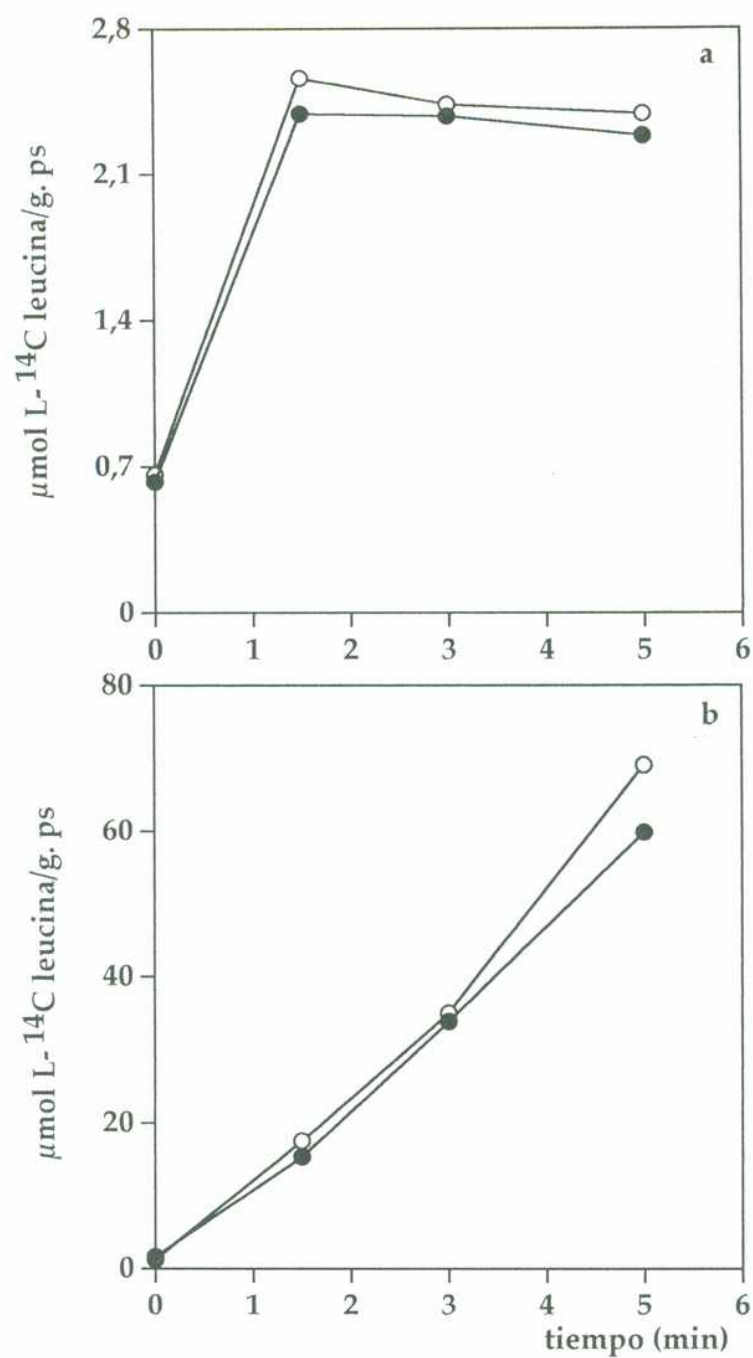 2,8
a
2,1
1,4
0,7
0
µmol L-¹⁴C leucina/g. ps
0 1 2 3 4 5 6
80
b
60
40
20
0
µmol L-¹⁴C leucina/g. ps
0 1 2 3 4 5 6
tiempo (min)